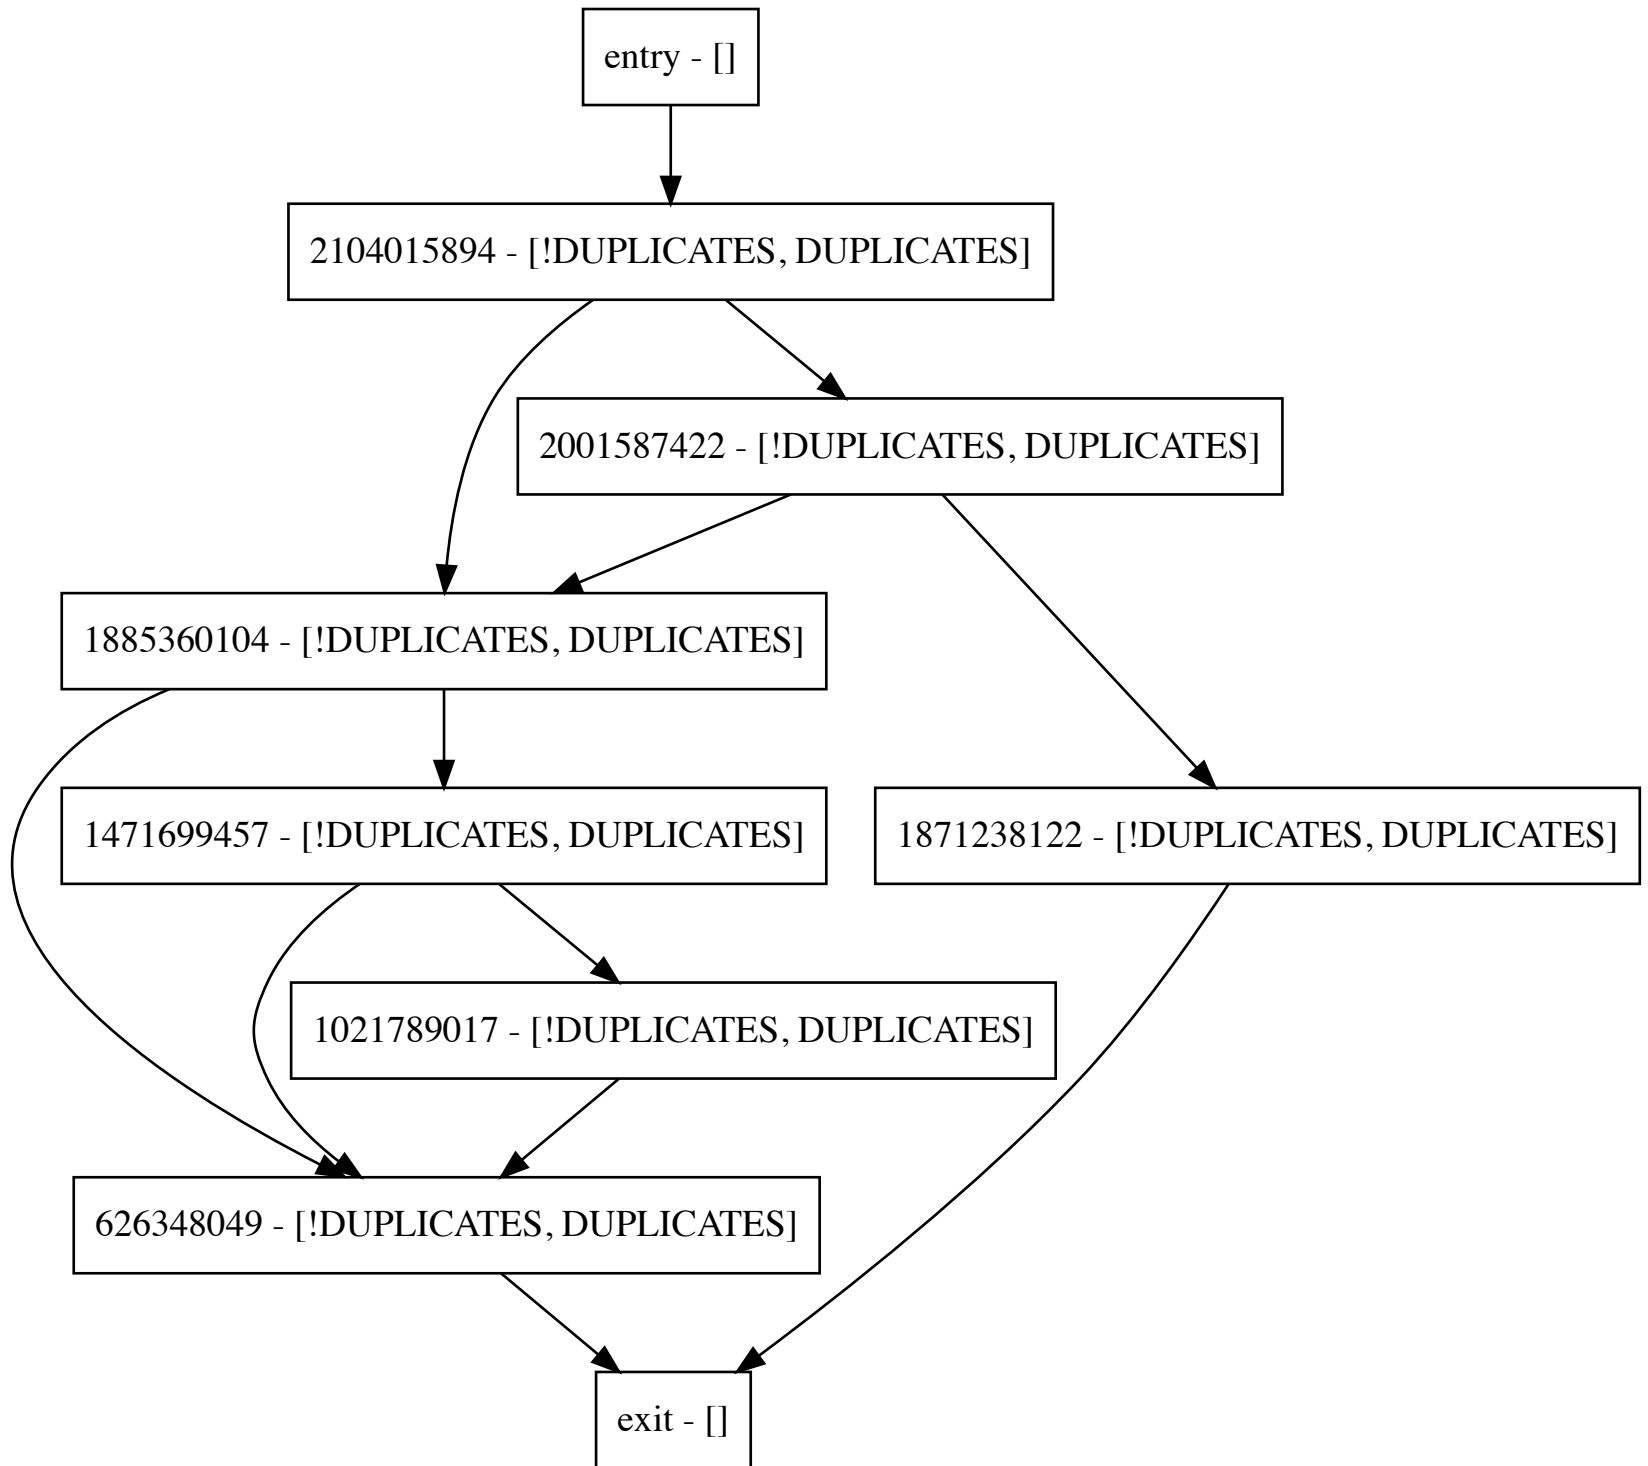 entry - []
2104015894 - [!DUPLICATES, DUPLICATES]
2001587422 - [!DUPLICATES, DUPLICATES]
1885360104 - [!DUPLICATES, DUPLICATES]
1471699457 - [!DUPLICATES, DUPLICATES]
1871238122 - [!DUPLICATES, DUPLICATES]
1021789017 - [!DUPLICATES, DUPLICATES]
626348049 - [!DUPLICATES, DUPLICATES]
exit - []